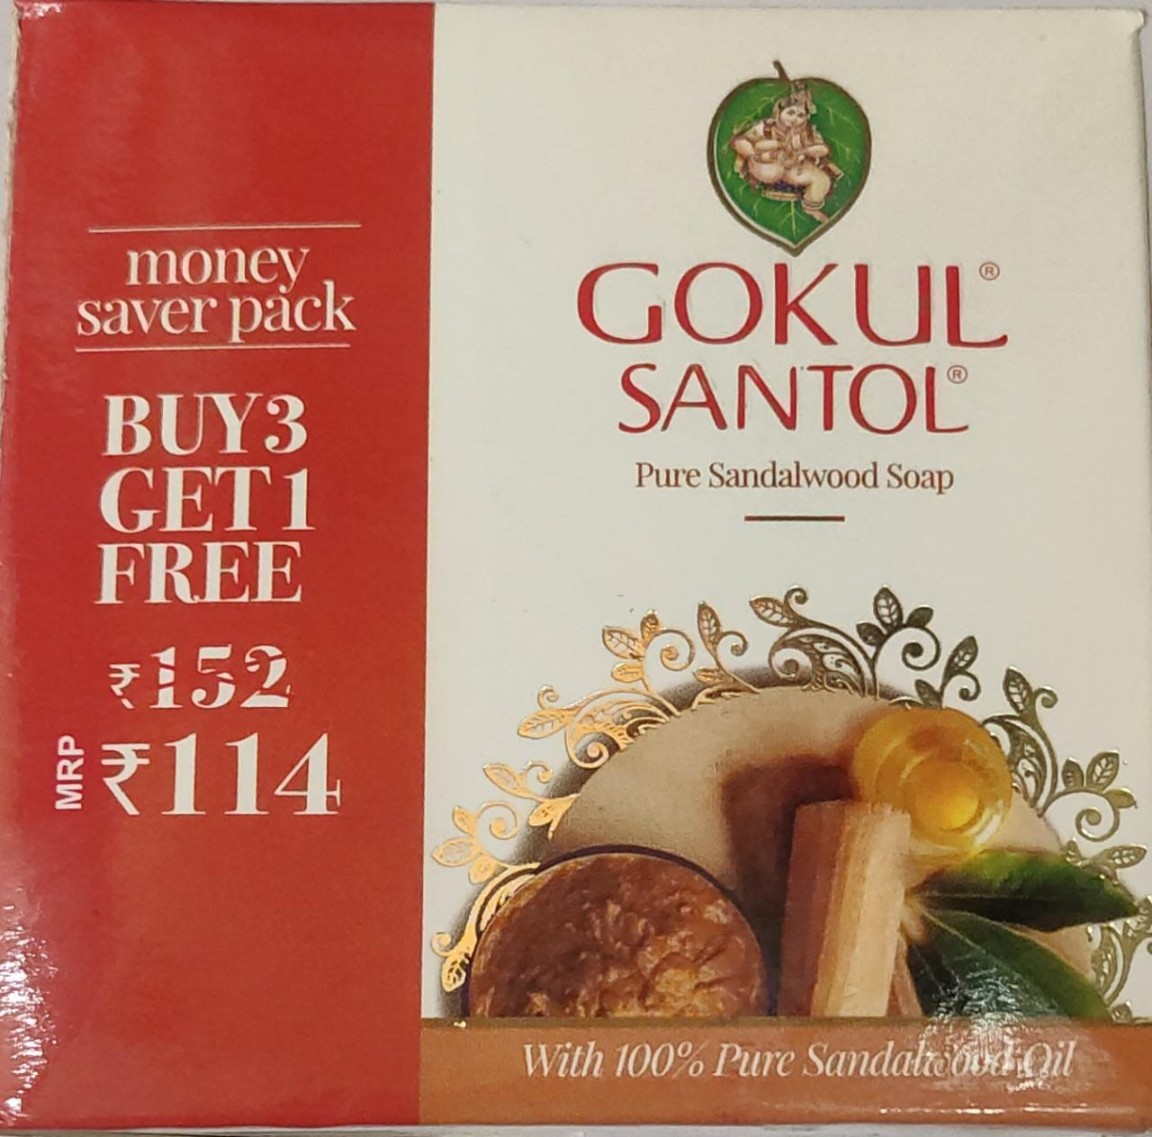 money
saver pack
BUY 3
GET 1
FREE
₹152
MRP ₹114
GOKUL®
SANTOL®
Pure Sandalwood Soap
With 100% Pure Sandalwood Oil